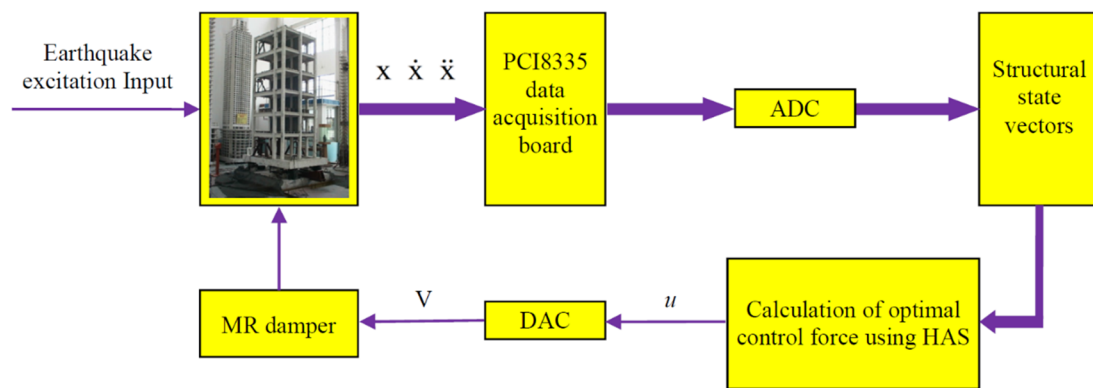 Earthquake
excitation Input
x ẋ ẍ
PCI8335
data
acquisition
board
ADC
Structural
state
vectors
MR damper
V
DAC
u
Calculation of optimal
control force using HAS